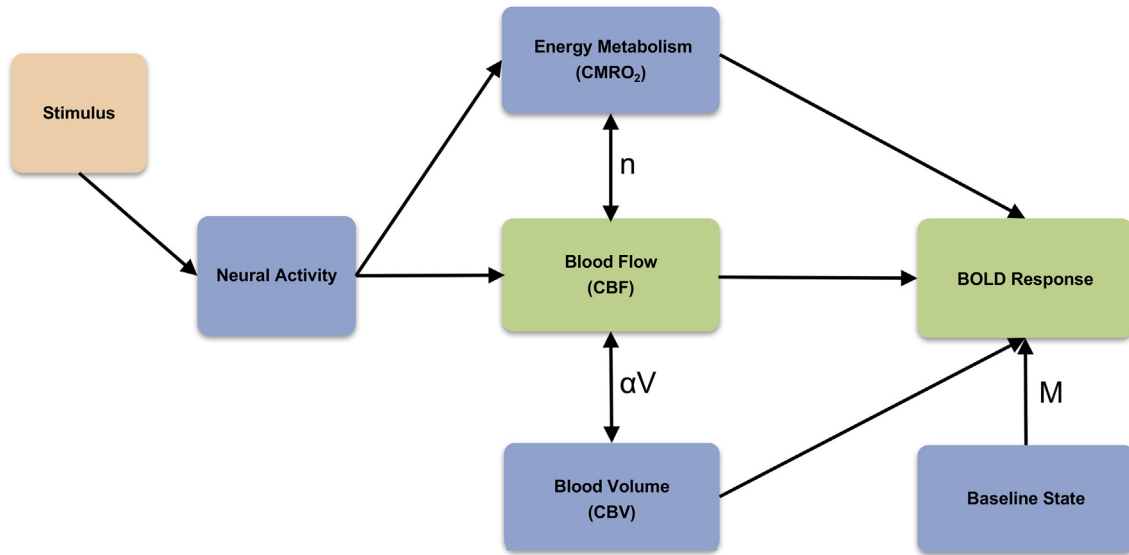 Energy Metabolism
(CMRO₂)
Stimulus
n
Neural Activity
Blood Flow
(CBF)
BOLD Response
αV
M
Blood Volume
(CBV)
Baseline State